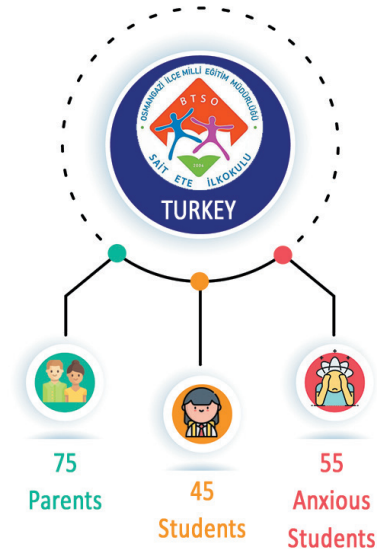 OSMANGAZİ İLÇE MİLLİ EĞİTİM MÜDÜRLÜĞÜ
BTSO
2004
SAİT ETE İLKOKULU
TURKEY
75
Parents
45
Students
55
Anxious
Students